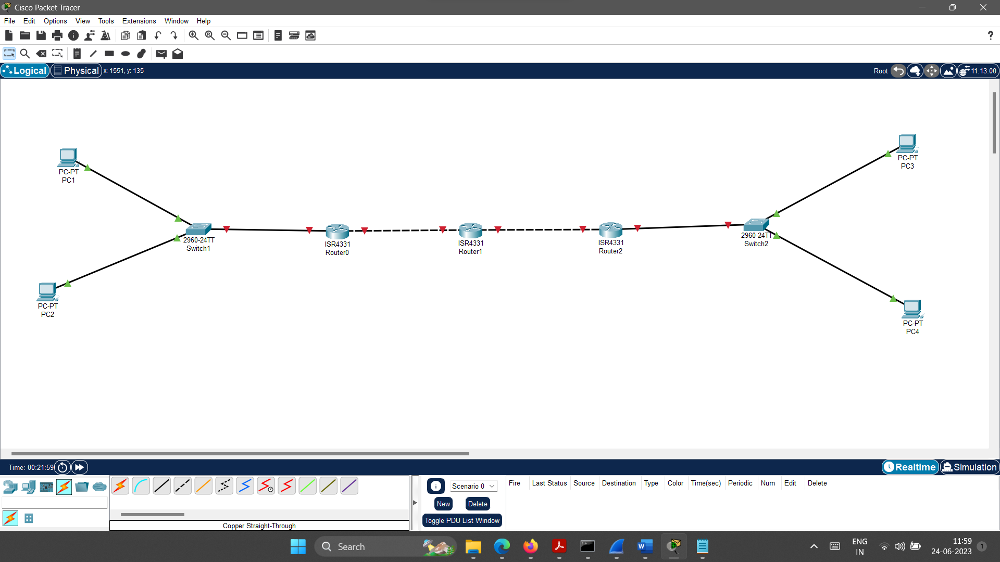 Cisco Packet Tracer
File Edit Options View Tools Extensions Window Help
?
Logical Physical x: 1551, y: 135 Root 11:13:00
PC-PT
PC1
PC-PT
PC3
2960-24TT
Switch1
ISR4331
Router0
ISR4331
Router1
ISR4331
Router2
2960-24TT
Switch2
PC-PT
PC2
PC-PT
PC4
Time: 00:21:59 Realtime Simulation
Scenario 0
New Delete
Toggle PDU List Window
Fire Last Status Source Destination Type Color Time(sec) Periodic Num Edit Delete
Copper Straight-Through
Search
ENG
IN
11:59
24-06-2023
1